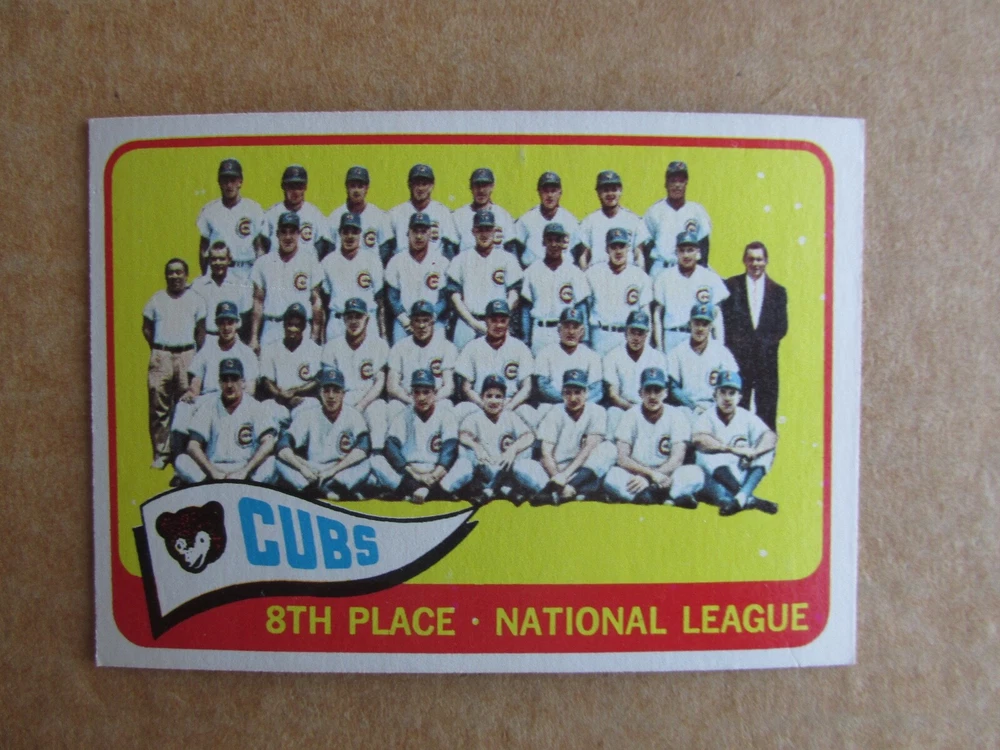 CUBS
8TH PLACE · NATIONAL LEAGUE